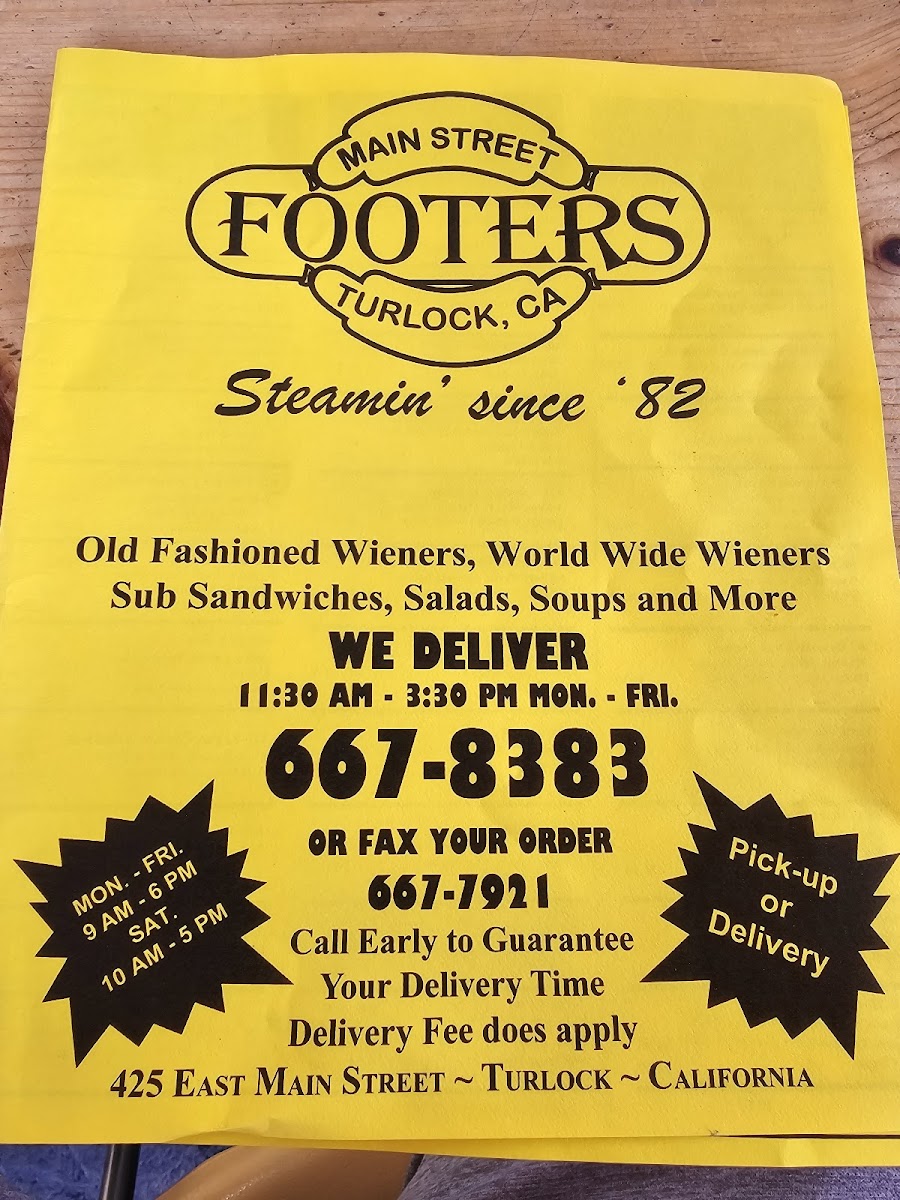 MAIN STREET
FOOTERS
TURLOCK, CA
Steamin' since '82
Old Fashioned Wieners, World Wide Wieners
Sub Sandwiches, Salads, Soups and More
WE DELIVER
11:30 AM - 3:30 PM MON. - FRI.
667-8383
OR FAX YOUR ORDER
667-7921
MON. - FRI.
9 AM - 6 PM
SAT.
10 AM - 5 PM
Pick-up
or
Delivery
Call Early to Guarantee
Your Delivery Time
Delivery Fee does apply
425 EAST MAIN STREET ~ TURLOCK ~ CALIFORNIA